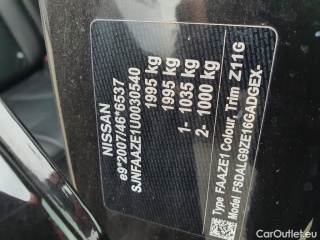 NISSAN
e9*2007/46*6537
SJNFAAZE1U0030540
1995 kg
1995 kg
1- 1035 kg
2- 1000 kg
Type FAAZE1 Colour, Trim Z11G
Model FSDALG9ZE16GADGEX-
CarOutlet.eu